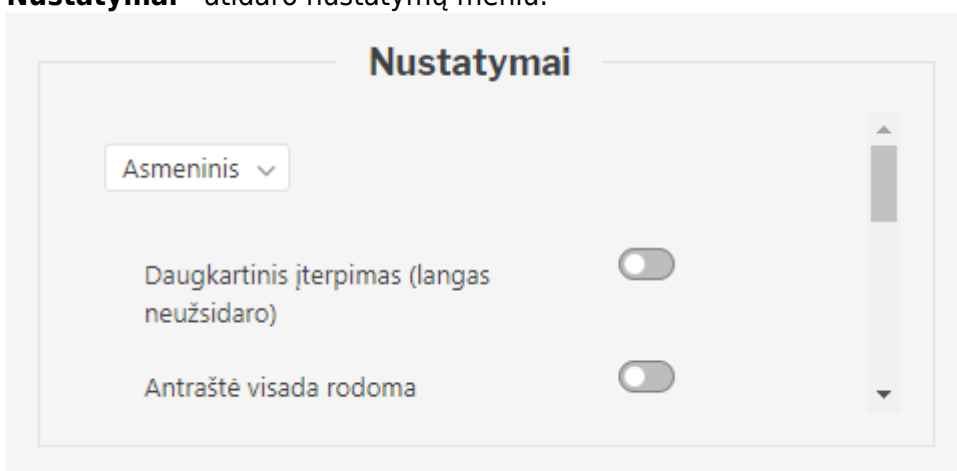 Nustatymai - atidaro nustatymų meniu.
Nustatymai
Asmeninis
Daugkartinis įterpimas (langas
neužsidaro)
Antraštė visada rodoma